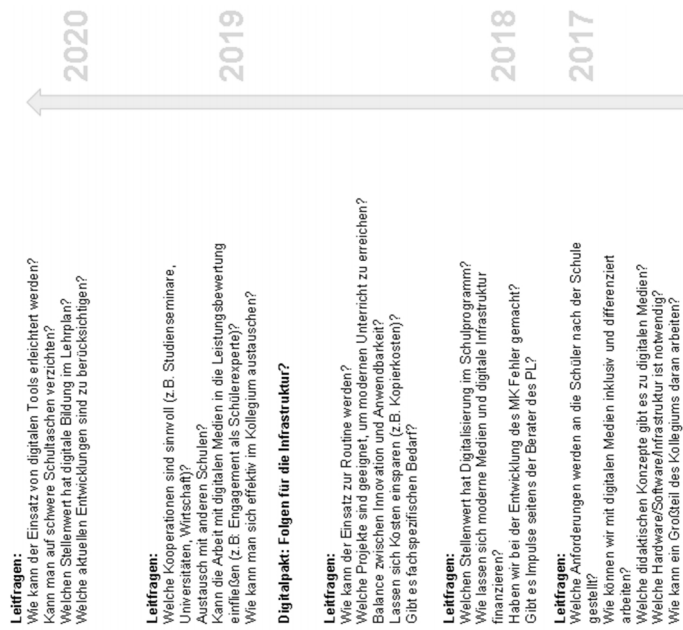 2020
Leitfragen:
Wie kann der Einsatz von digitalen Tools erleichtert werden?
Kann man auf schwere Schultaschen verzichten?
Welchen Stellenwert hat digitale Bildung im Lehrplan?
Welche aktuellen Entwicklungen sind zu berücksichtigen?
2019
Leitfragen:
Welche Kooperationen sind sinnvoll (z.B. Studienseminare,
Universitäten, Wirtschaft)?
Austausch mit anderen Schulen?
Kann die Arbeit mit digitalen Medien in die Leistungsbewertung
einfließen (z.B: Engagement als Schülerexperte)?
Wie kann man sich effektiv im Kollegium austauschen?
Digitalpakt: Folgen für die Infrastruktur?
Leitfragen:
Wie kann der Einsatz zur Routine werden?
Welche Projekte sind geeignet, um modernen Unterricht zu erreichen?
Balance zwischen Innovation und Anwendbarkeit?
Lassen sich Kosten einsparen (z.B. Kopierkosten)?
Gibt es fachspezifischen Bedarf?
2018
Leitfragen:
Welchen Stellenwert hat Digitalisierung im Schulprogramm?
Wie lassen sich moderne Medien und digitale Infrastruktur
finanzieren?
Haben wir bei der Entwicklung des MK Fehler gemacht?
Gibt es Impulse seitens der Berater des PL?
2017
Leitfragen:
Welche Anforderungen werden an die Schüler nach der Schule
gestellt?
Wie können wir mit digitalen Medien inklusiv und differenziert
arbeiten?
Welche didaktischen Konzepte gibt es zu digitalen Medien?
Welche Hardware/Software/Infrastruktur ist notwendig?
Wie kann ein Großteil des Kollegiums daran arbeiten?